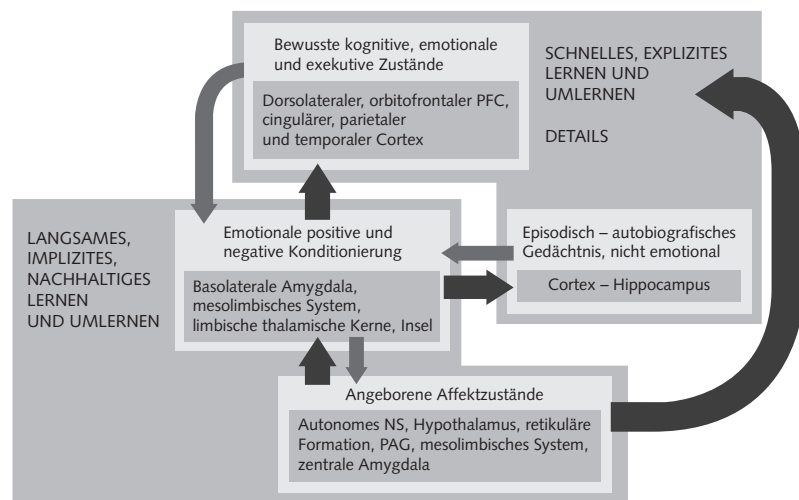 Bewusste kognitive, emotionale
und exekutive Zustände
Dorsolateraler, orbitofrontaler PFC,
cingulärer, parietaler
und temporaler Cortex
SCHNELLES, EXPLIZITES
LERNEN UND
UMLERNEN
DETAILS
LANGSAMES,
IMPLIZITES,
NACHHALTIGES
LERNEN
UND UMLERNEN
Emotionale positive und
negative Konditionierung
Basolaterale Amygdala,
mesolimbisches System,
limbische thalamische Kerne, Insel
Episodisch – autobiografisches
Gedächtnis, nicht emotional
Cortex – Hippocampus
Angeborene Affektzustände
Autonomes NS, Hypothalamus, retikuläre
Formation, PAG, mesolimbisches System,
zentrale Amygdala